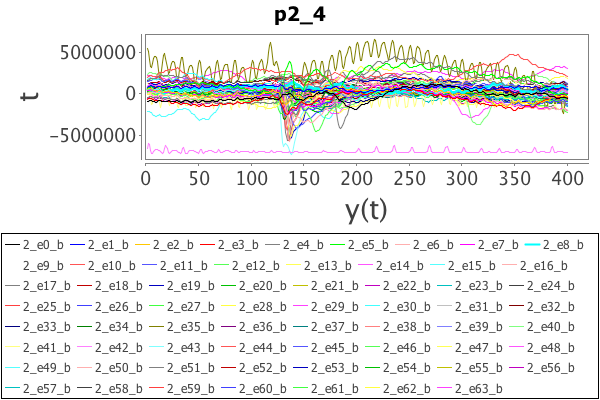 p2_4
5000000
0
−5000000
t
0 50 100 150 200 250 300 350 400
y(t)
2_e0_b 2_e1_b 2_e2_b 2_e3_b 2_e4_b 2_e5_b 2_e6_b 2_e7_b 2_e8_b
2_e9_b 2_e10_b 2_e11_b 2_e12_b 2_e13_b 2_e14_b 2_e15_b 2_e16_b
2_e17_b 2_e18_b 2_e19_b 2_e20_b 2_e21_b 2_e22_b 2_e23_b 2_e24_b
2_e25_b 2_e26_b 2_e27_b 2_e28_b 2_e29_b 2_e30_b 2_e31_b 2_e32_b
2_e33_b 2_e34_b 2_e35_b 2_e36_b 2_e37_b 2_e38_b 2_e39_b 2_e40_b
2_e41_b 2_e42_b 2_e43_b 2_e44_b 2_e45_b 2_e46_b 2_e47_b 2_e48_b
2_e49_b 2_e50_b 2_e51_b 2_e52_b 2_e53_b 2_e54_b 2_e55_b 2_e56_b
2_e57_b 2_e58_b 2_e59_b 2_e60_b 2_e61_b 2_e62_b 2_e63_b